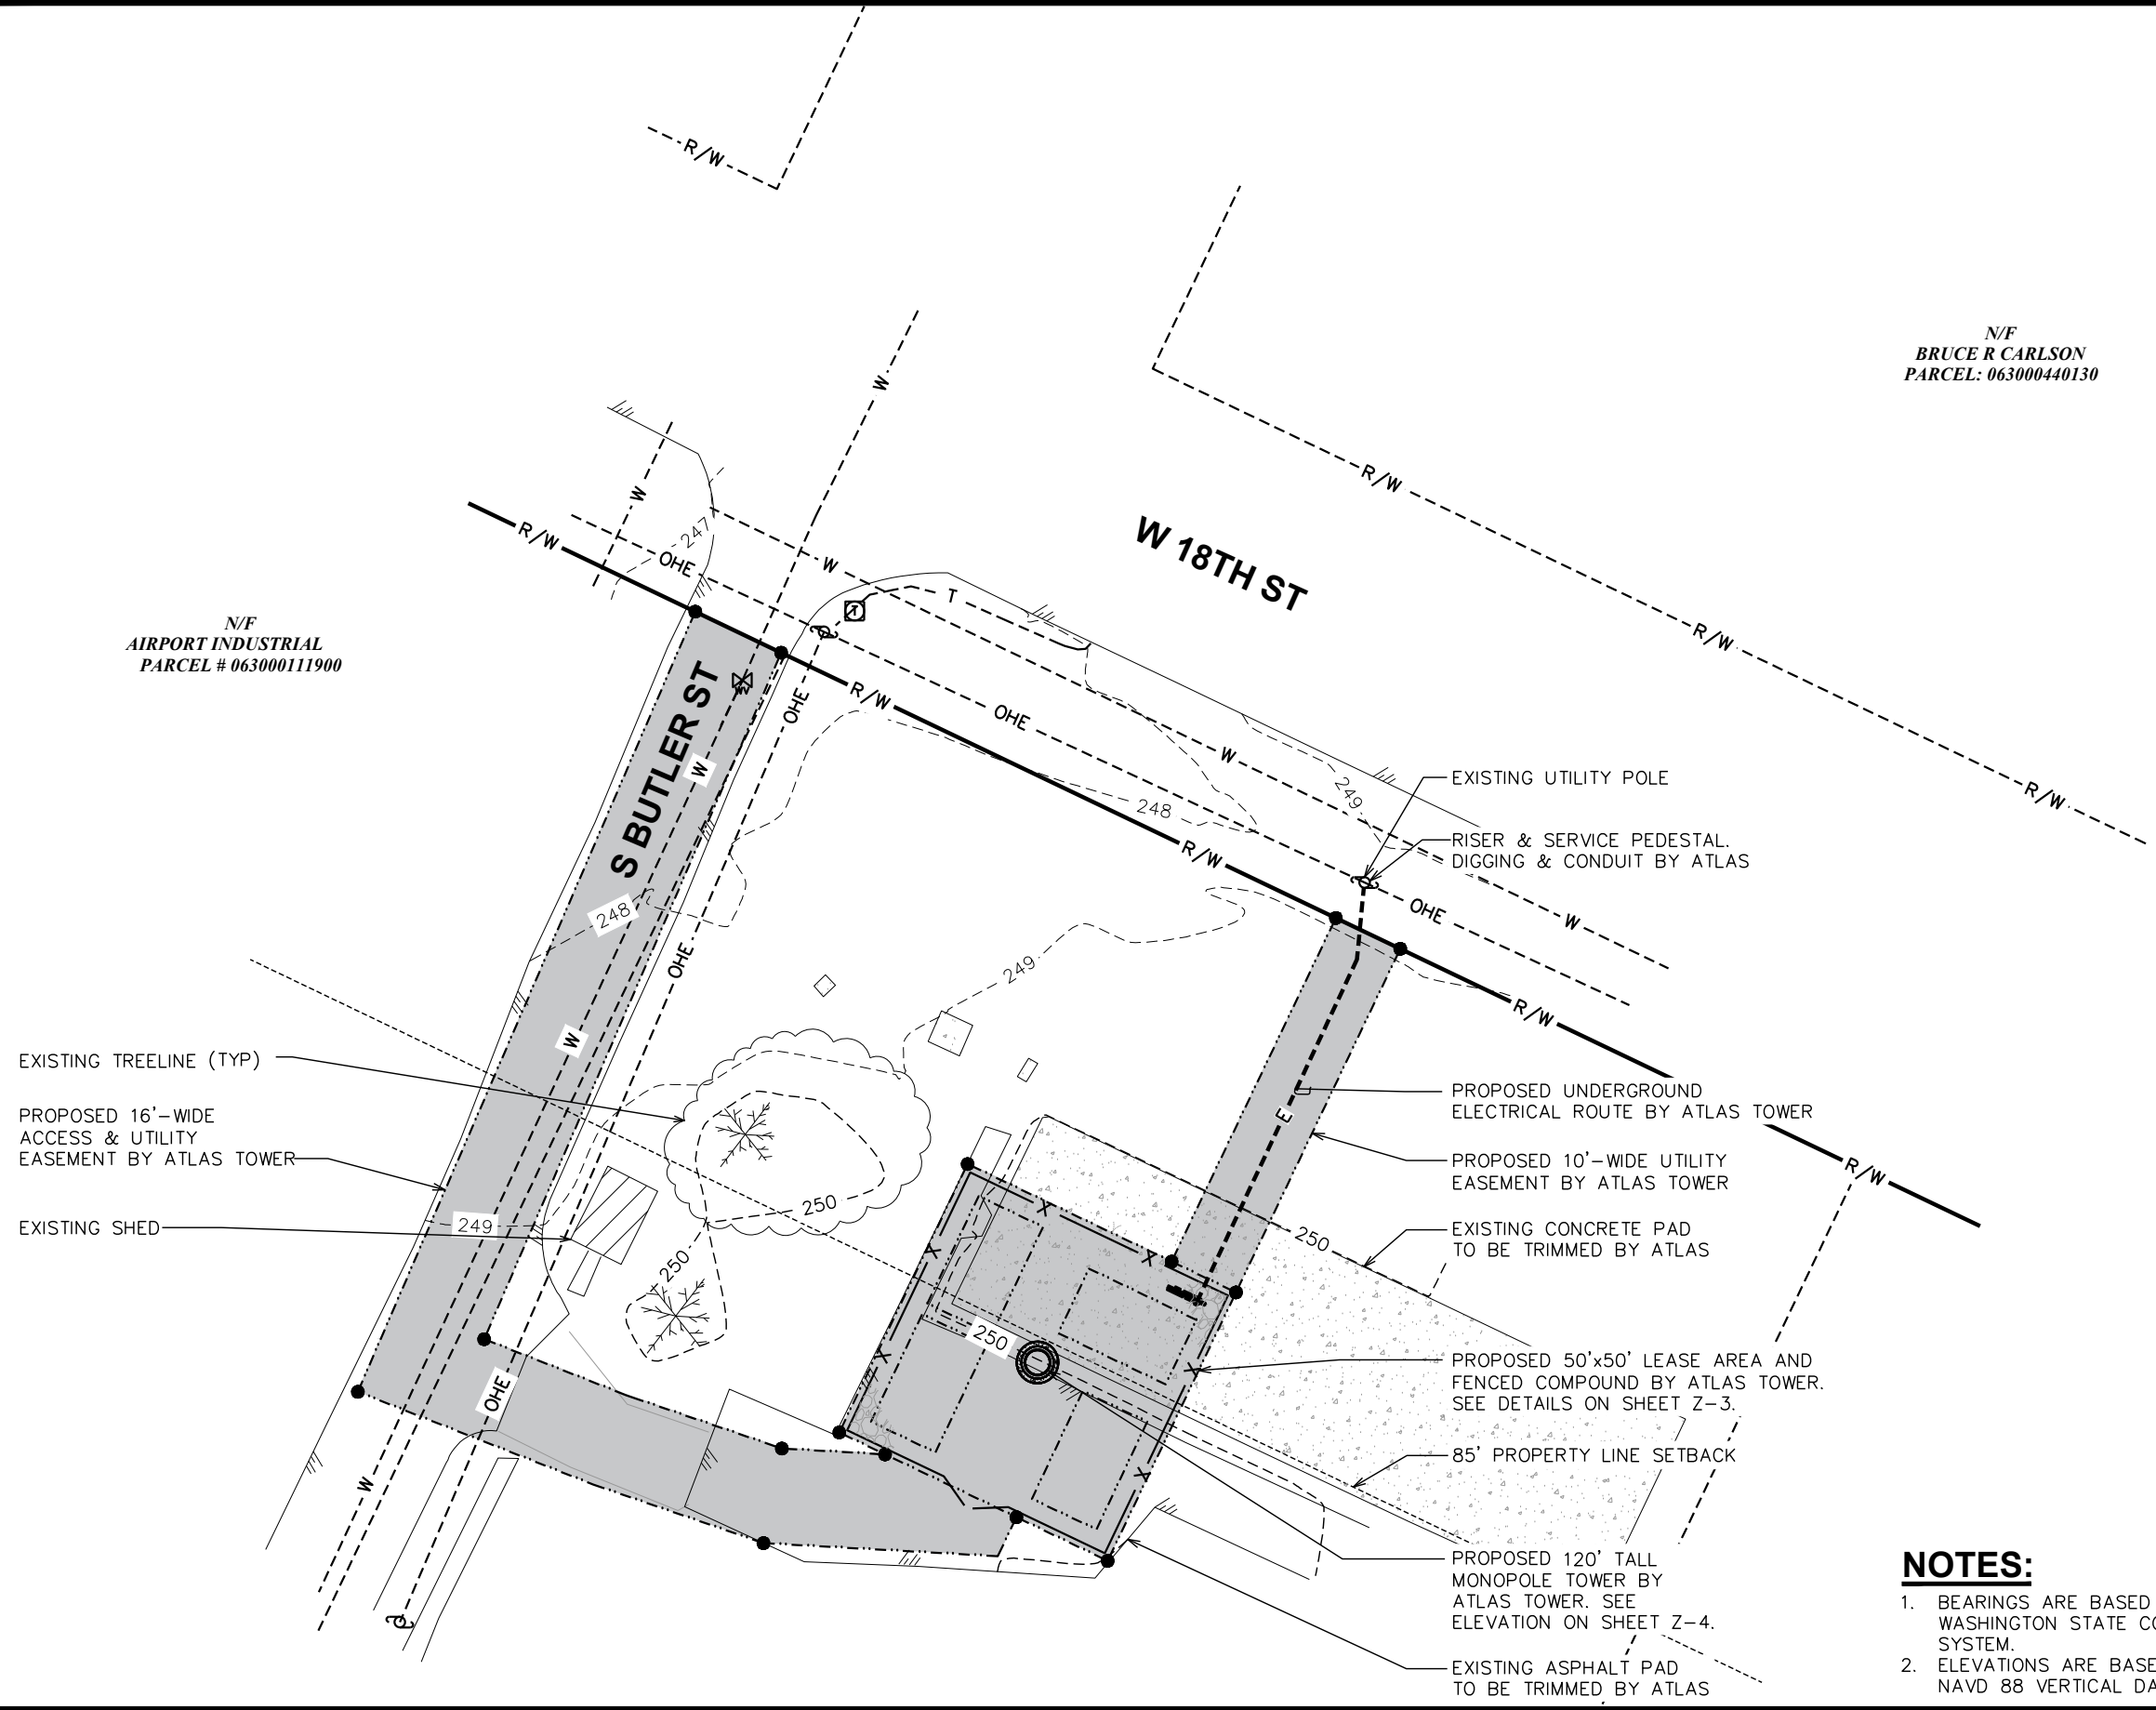 R/W
N/F
BRUCE R CARLSON
PARCEL: 063000440130
W
W
R/W
247
R/W
OHE
W
W 18TH ST
T
T
N/F
AIRPORT INDUSTRIAL
PARCEL # 063000111900
R/W
S BUTLER ST
W
OHE
R/W
OHE
W
248
249
R/W
R/W
EXISTING UTILITY POLE
RISER & SERVICE PEDESTAL.
DIGGING & CONDUIT BY ATLAS
OHE
W
248
OHE
249
R/W
W
EXISTING TREELINE (TYP)
PROPOSED 16'-WIDE
ACCESS & UTILITY
EASEMENT BY ATLAS TOWER
EXISTING SHED
249
250
250
E
PROPOSED UNDERGROUND
ELECTRICAL ROUTE BY ATLAS TOWER
PROPOSED 10'-WIDE UTILITY
EASEMENT BY ATLAS TOWER
R/W
EXISTING CONCRETE PAD
TO BE TRIMMED BY ATLAS
250
X
X
X
X
X
X
250
OHE
W
PROPOSED 50'x50' LEASE AREA AND
FENCED COMPOUND BY ATLAS TOWER.
SEE DETAILS ON SHEET Z-3.
85' PROPERTY LINE SETBACK
PROPOSED 120' TALL
MONOPOLE TOWER BY
ATLAS TOWER. SEE
ELEVATION ON SHEET Z-4.
EXISTING ASPHALT PAD
TO BE TRIMMED BY ATLAS
NOTES:
1. BEARINGS ARE BASED
WASHINGTON STATE CO
SYSTEM.
2. ELEVATIONS ARE BASE
NAVD 88 VERTICAL DA